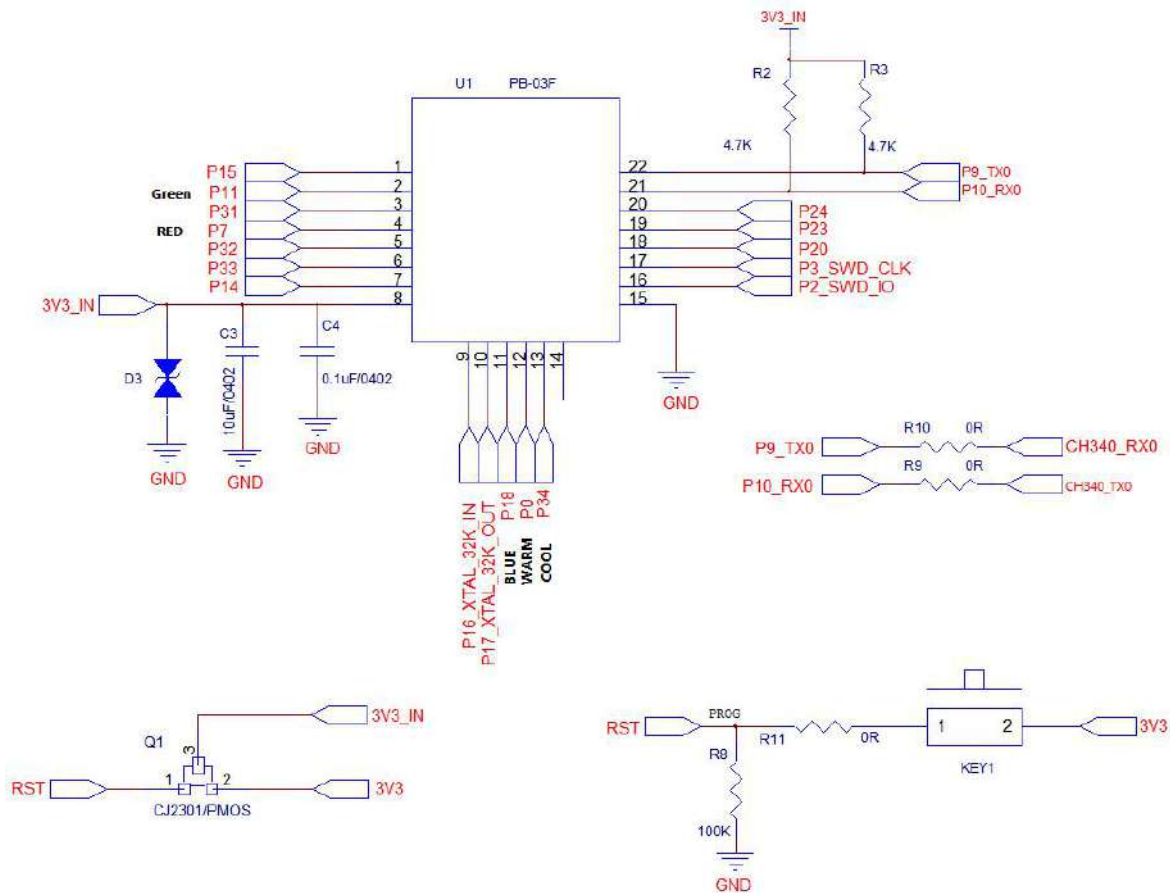 3V3_IN
R2
R3
4.7K
4.7K
U1 PB-03F
P15 1
Green P11 2
P31 3
RED P7 4
P32 5
P33 6
P14 7
3V3_IN 8
22 P9_TX0
21 P10_RX0
20 P24
19 P23
18 P20
17 P3_SWD_CLK
16 P2_SWD_IO
15
GND
D3
GND
C3
10uF/0402
GND
C4
0.1uF/0402
GND
9
10
11
12
13
14
P16_XTAL_32K_IN
P17_XTAL_32K_OUT
P18
P0
P34
BLUE
WARM
COOL
R10 0R
P9_TX0 CH340_RX0
R9 0R
P10_RX0 CH340_TX0
3V3_IN
Q1
3
RST 1 2 3V3
CJ2301/PMOS
RST PROG
R11 0R
1 2 3V3
KEY1
R8
100K
GND